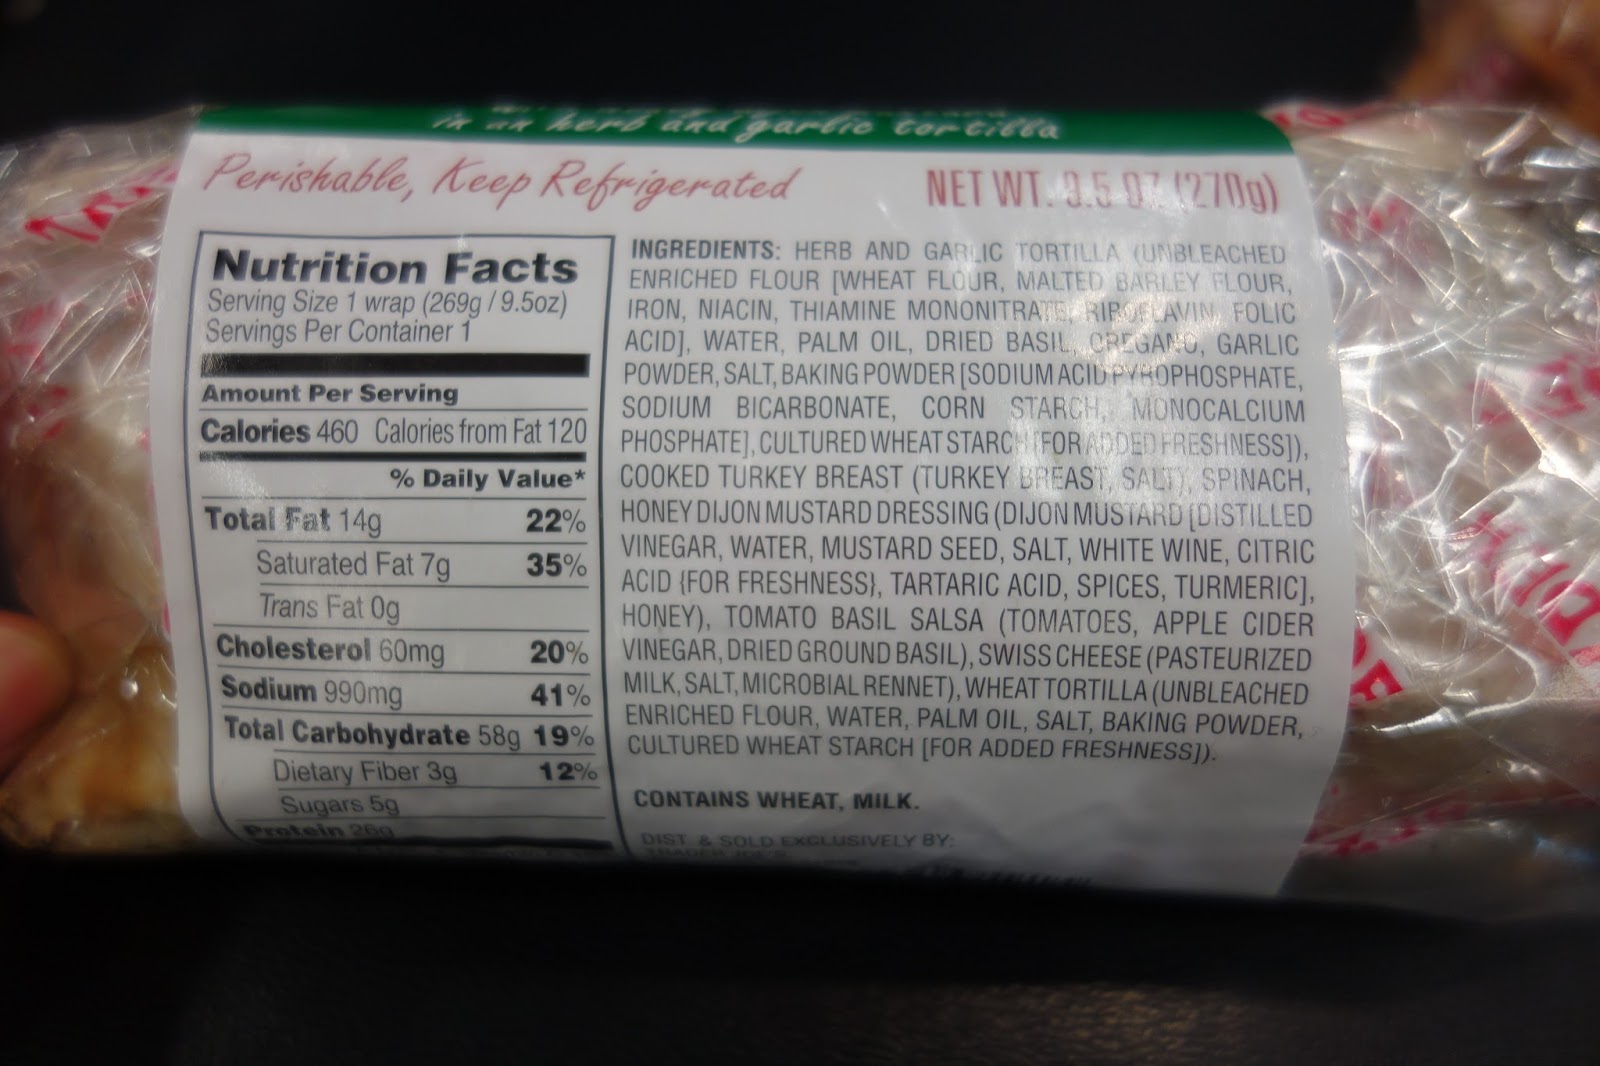 in an herb and garlic tortilla
Perishable, Keep Refrigerated
NET WT. 9.5 OZ (270g)
Nutrition Facts
Serving Size 1 wrap (269g / 9.5oz)
Servings Per Container 1
Amount Per Serving
Calories 460 Calories from Fat 120
% Daily Value*
Total Fat 14g 22%
Saturated Fat 7g 35%
Trans Fat 0g
Cholesterol 60mg 20%
Sodium 990mg 41%
Total Carbohydrate 58g 19%
Dietary Fiber 3g 12%
Sugars 5g
Protein 26g
INGREDIENTS: HERB AND GARLIC TORTILLA (UNBLEACHED
ENRICHED FLOUR [WHEAT FLOUR, MALTED BARLEY FLOUR,
IRON, NIACIN, THIAMINE MONONITRATE, RIBOFLAVIN, FOLIC
ACID], WATER, PALM OIL, DRIED BASIL, OREGANO, GARLIC
POWDER, SALT, BAKING POWDER [SODIUM ACID PYROPHOSPHATE,
SODIUM BICARBONATE, CORN STARCH, MONOCALCIUM
PHOSPHATE], CULTURED WHEAT STARCH [FOR ADDED FRESHNESS]),
COOKED TURKEY BREAST (TURKEY BREAST, SALT), SPINACH,
HONEY DIJON MUSTARD DRESSING (DIJON MUSTARD [DISTILLED
VINEGAR, WATER, MUSTARD SEED, SALT, WHITE WINE, CITRIC
ACID {FOR FRESHNESS}, TARTARIC ACID, SPICES, TURMERIC],
HONEY), TOMATO BASIL SALSA (TOMATOES, APPLE CIDER
VINEGAR, DRIED GROUND BASIL), SWISS CHEESE (PASTEURIZED
MILK, SALT, MICROBIAL RENNET), WHEAT TORTILLA (UNBLEACHED
ENRICHED FLOUR, WATER, PALM OIL, SALT, BAKING POWDER,
CULTURED WHEAT STARCH [FOR ADDED FRESHNESS]).
CONTAINS WHEAT, MILK.
DIST & SOLD EXCLUSIVELY BY:
TRADER JOE'S